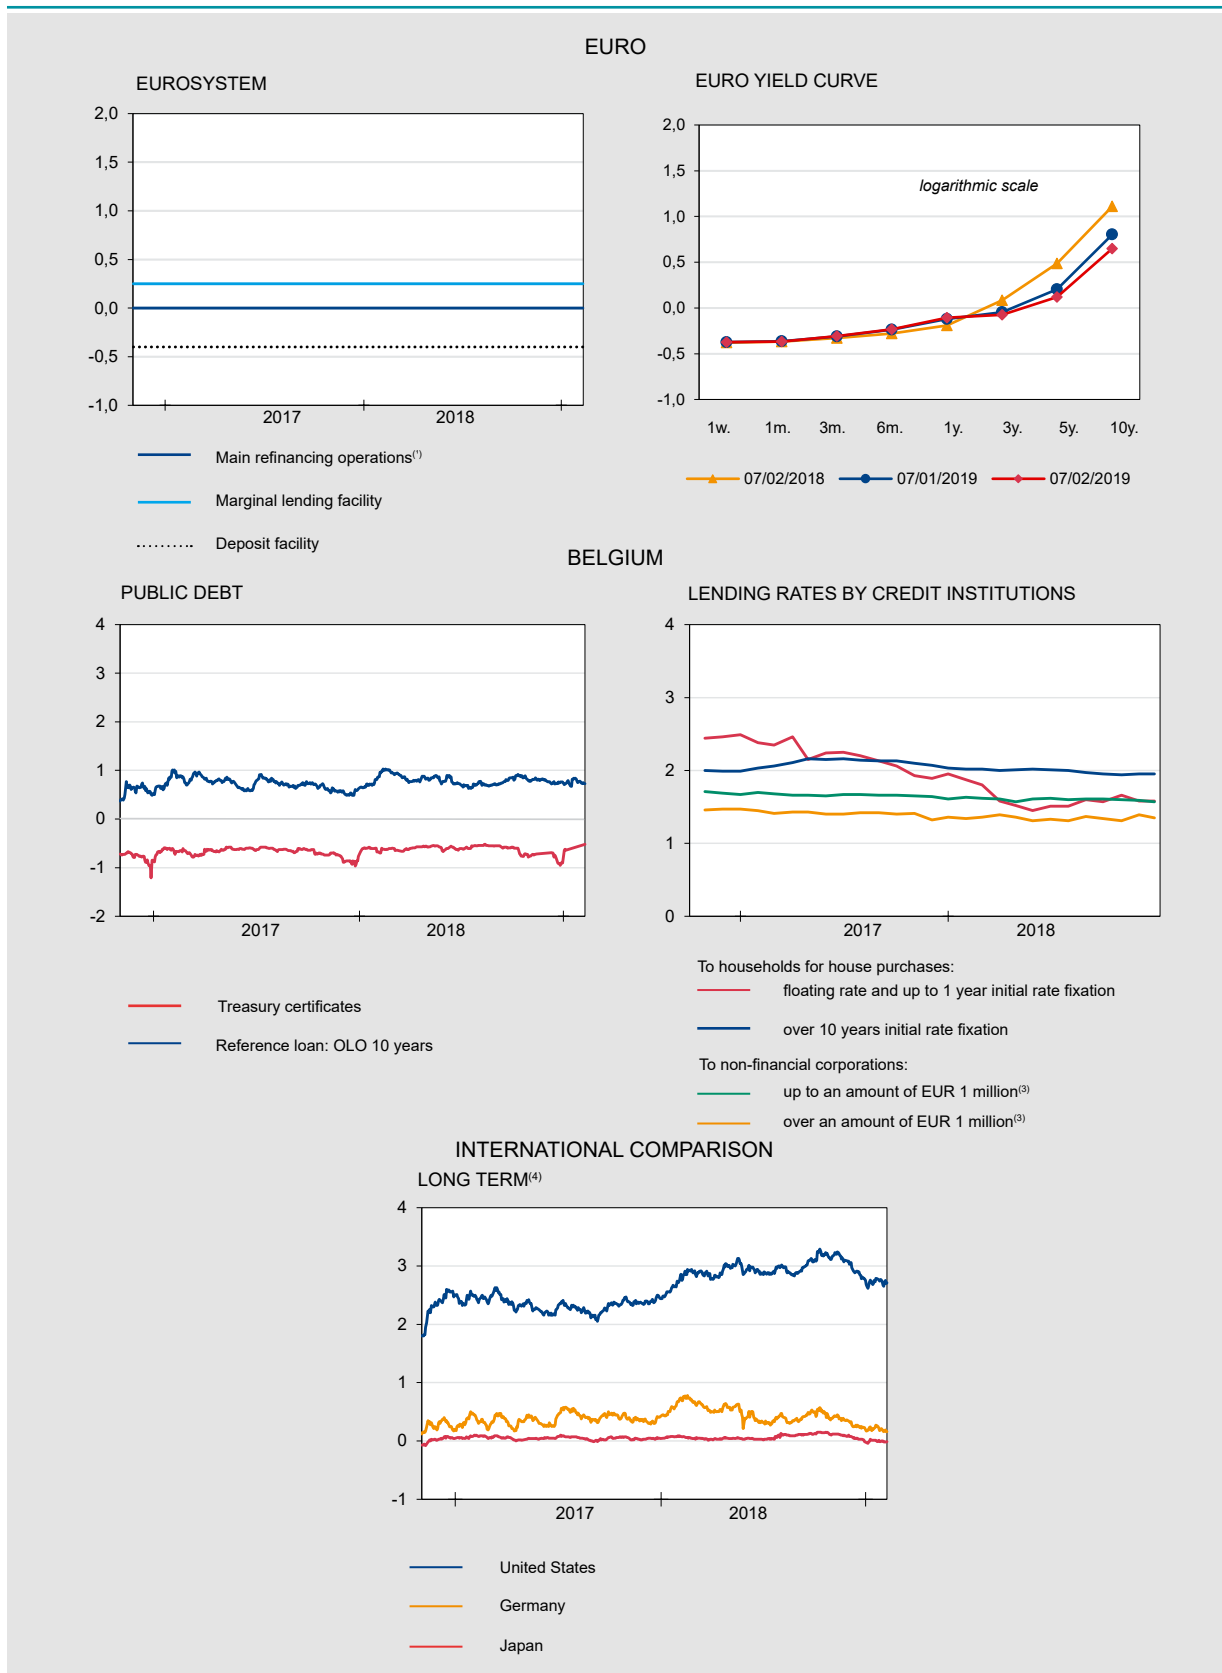 EURO
EUROSYSTEM
2,0
1,5
1,0
0,5
0,0
-0,5
-1,0
2017 2018
Main refinancing operations(¹)
Marginal lending facility
Deposit facility
EURO YIELD CURVE
2,0
1,5
1,0
0,5
0,0
-0,5
-1,0
logarithmic scale
1w. 1m. 3m. 6m. 1y. 3y. 5y. 10y.
07/02/2018 07/01/2019 07/02/2019
BELGIUM
PUBLIC DEBT
4
3
2
1
0
-1
-2
2017 2018
Treasury certificates
Reference loan: OLO 10 years
LENDING RATES BY CREDIT INSTITUTIONS
4
3
2
1
0
2017 2018
To households for house purchases:
floating rate and up to 1 year initial rate fixation
over 10 years initial rate fixation
To non-financial corporations:
up to an amount of EUR 1 million(3)
over an amount of EUR 1 million(3)
INTERNATIONAL COMPARISON
LONG TERM(4)
4
3
2
1
0
-1
2017 2018
United States
Germany
Japan